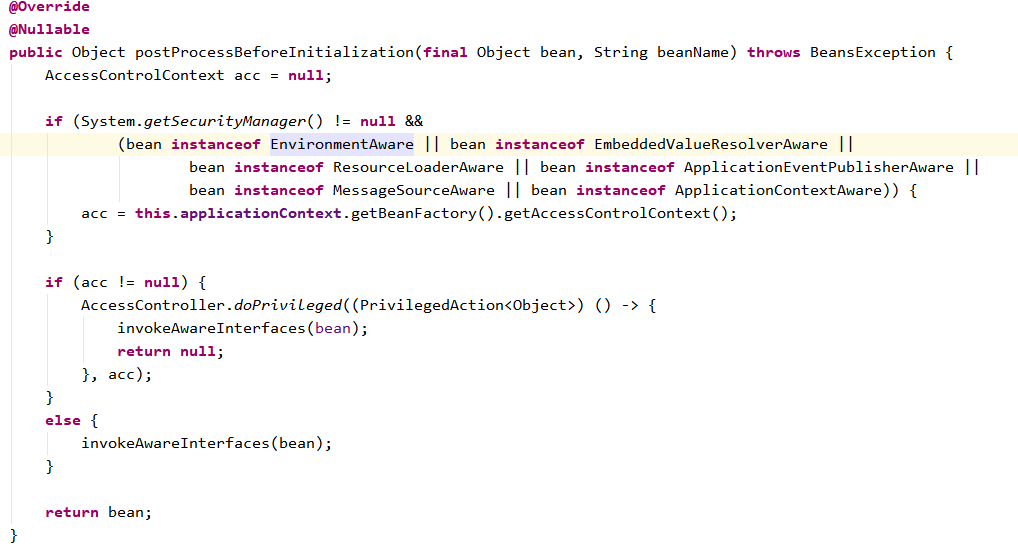 @Override
@Nullable
public Object postProcessBeforeInitialization(final Object bean, String beanName) throws BeansException {
    AccessControlContext acc = null;

    if (System.getSecurityManager() != null &&
            (bean instanceof EnvironmentAware || bean instanceof EmbeddedValueResolverAware ||
                    bean instanceof ResourceLoaderAware || bean instanceof ApplicationEventPublisherAware ||
                    bean instanceof MessageSourceAware || bean instanceof ApplicationContextAware)) {
        acc = this.applicationContext.getBeanFactory().getAccessControlContext();
    }

    if (acc != null) {
        AccessController.doPrivileged((PrivilegedAction<Object>) () -> {
            invokeAwareInterfaces(bean);
            return null;
        }, acc);
    }
    else {
        invokeAwareInterfaces(bean);
    }

    return bean;
}